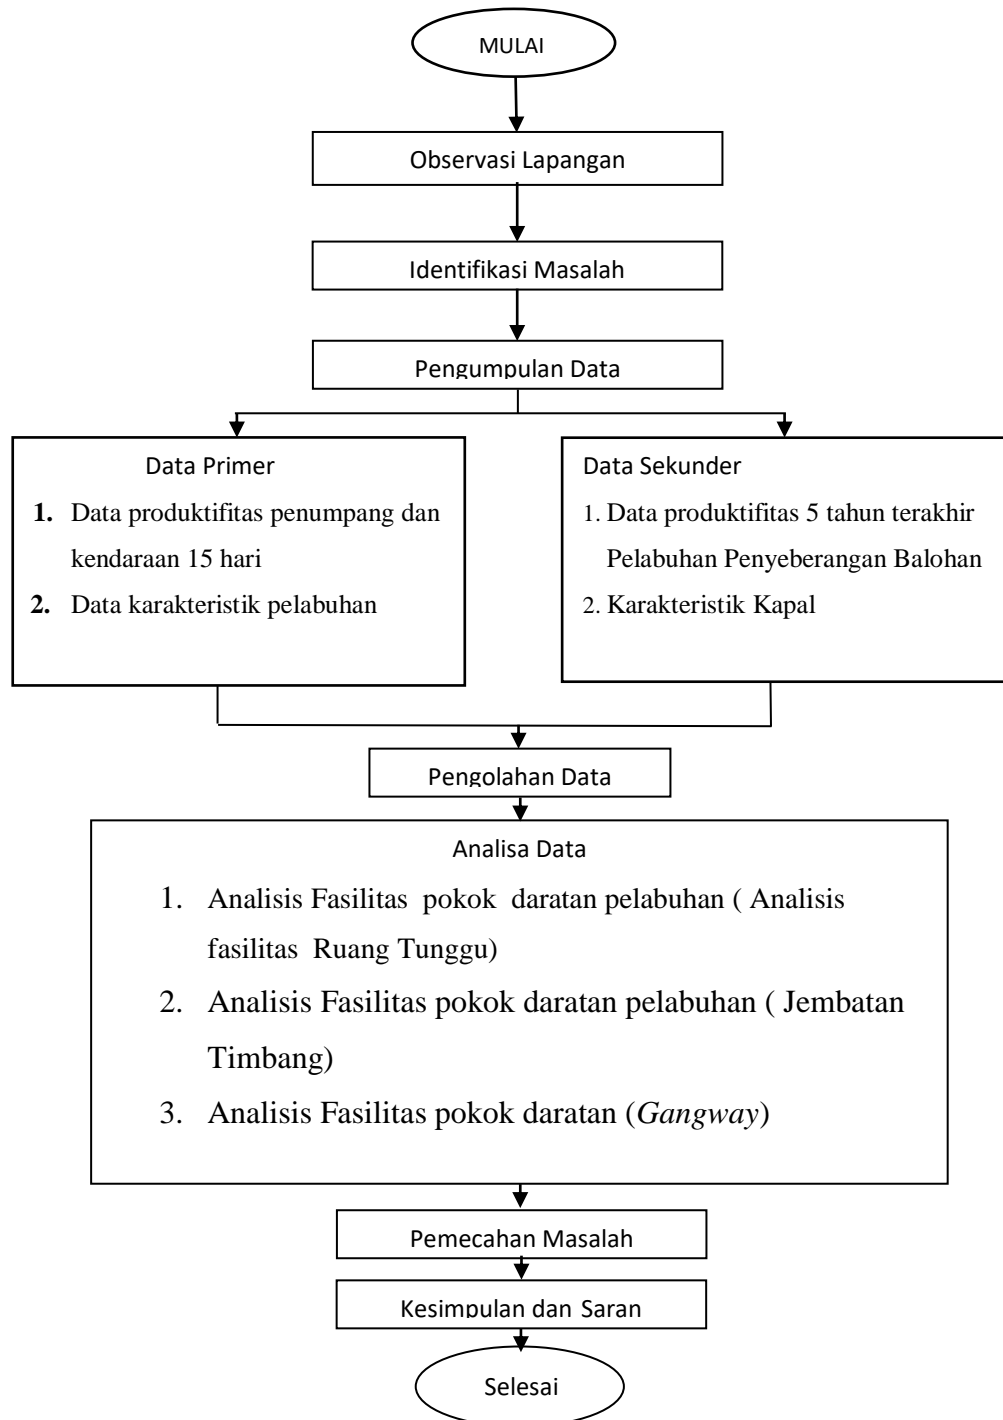 MULAI
Observasi Lapangan
Identifikasi Masalah
Pengumpulan Data
Data Primer
1. Data produktifitas penumpang dan
kendaraan 15 hari
2. Data karakteristik pelabuhan
Data Sekunder
1. Data produktifitas 5 tahun terakhir
Pelabuhan Penyeberangan Balohan
2. Karakteristik Kapal
Pengolahan Data
Analisa Data
1. Analisis Fasilitas pokok daratan pelabuhan ( Analisis
fasilitas Ruang Tunggu)
2. Analisis Fasilitas pokok daratan pelabuhan ( Jembatan
Timbang)
3. Analisis Fasilitas pokok daratan (Gangway)
Pemecahan Masalah
Kesimpulan dan Saran
Selesai